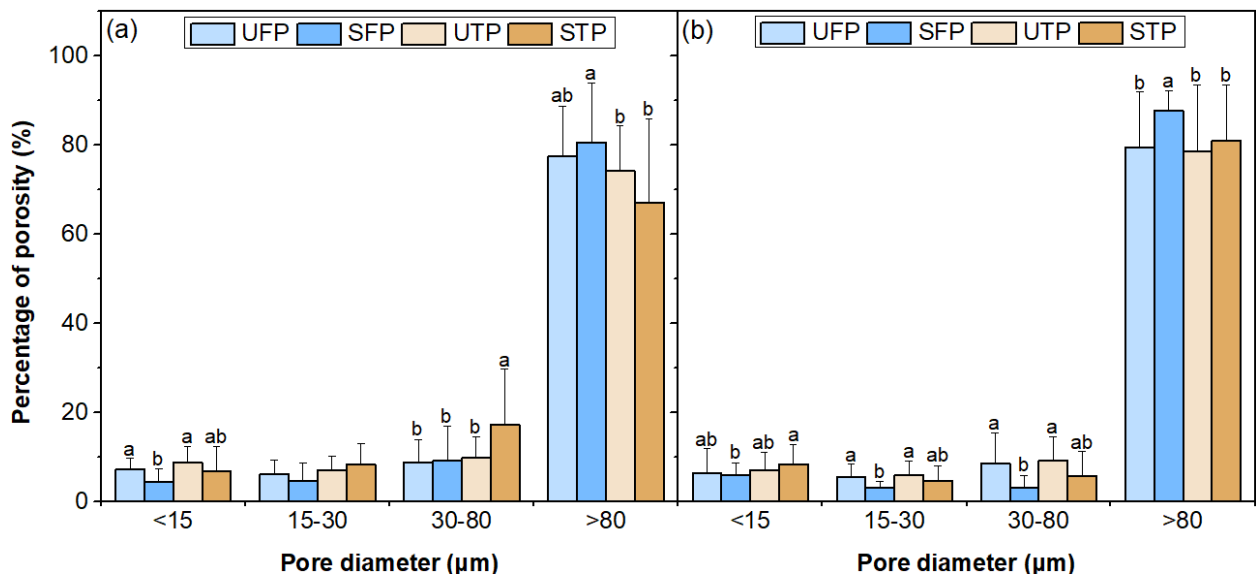 (a) UFP SFP UTP STP
(b) UFP SFP UTP STP
Percentage of porosity (%)
100
80
60
40
20
0
a b a ab
b b b a
ab a b b
ab b ab a
a b a ab
a b a ab
b a b b
<15 15-30 30-80 >80
<15 15-30 30-80 >80
Pore diameter (µm)
Pore diameter (µm)